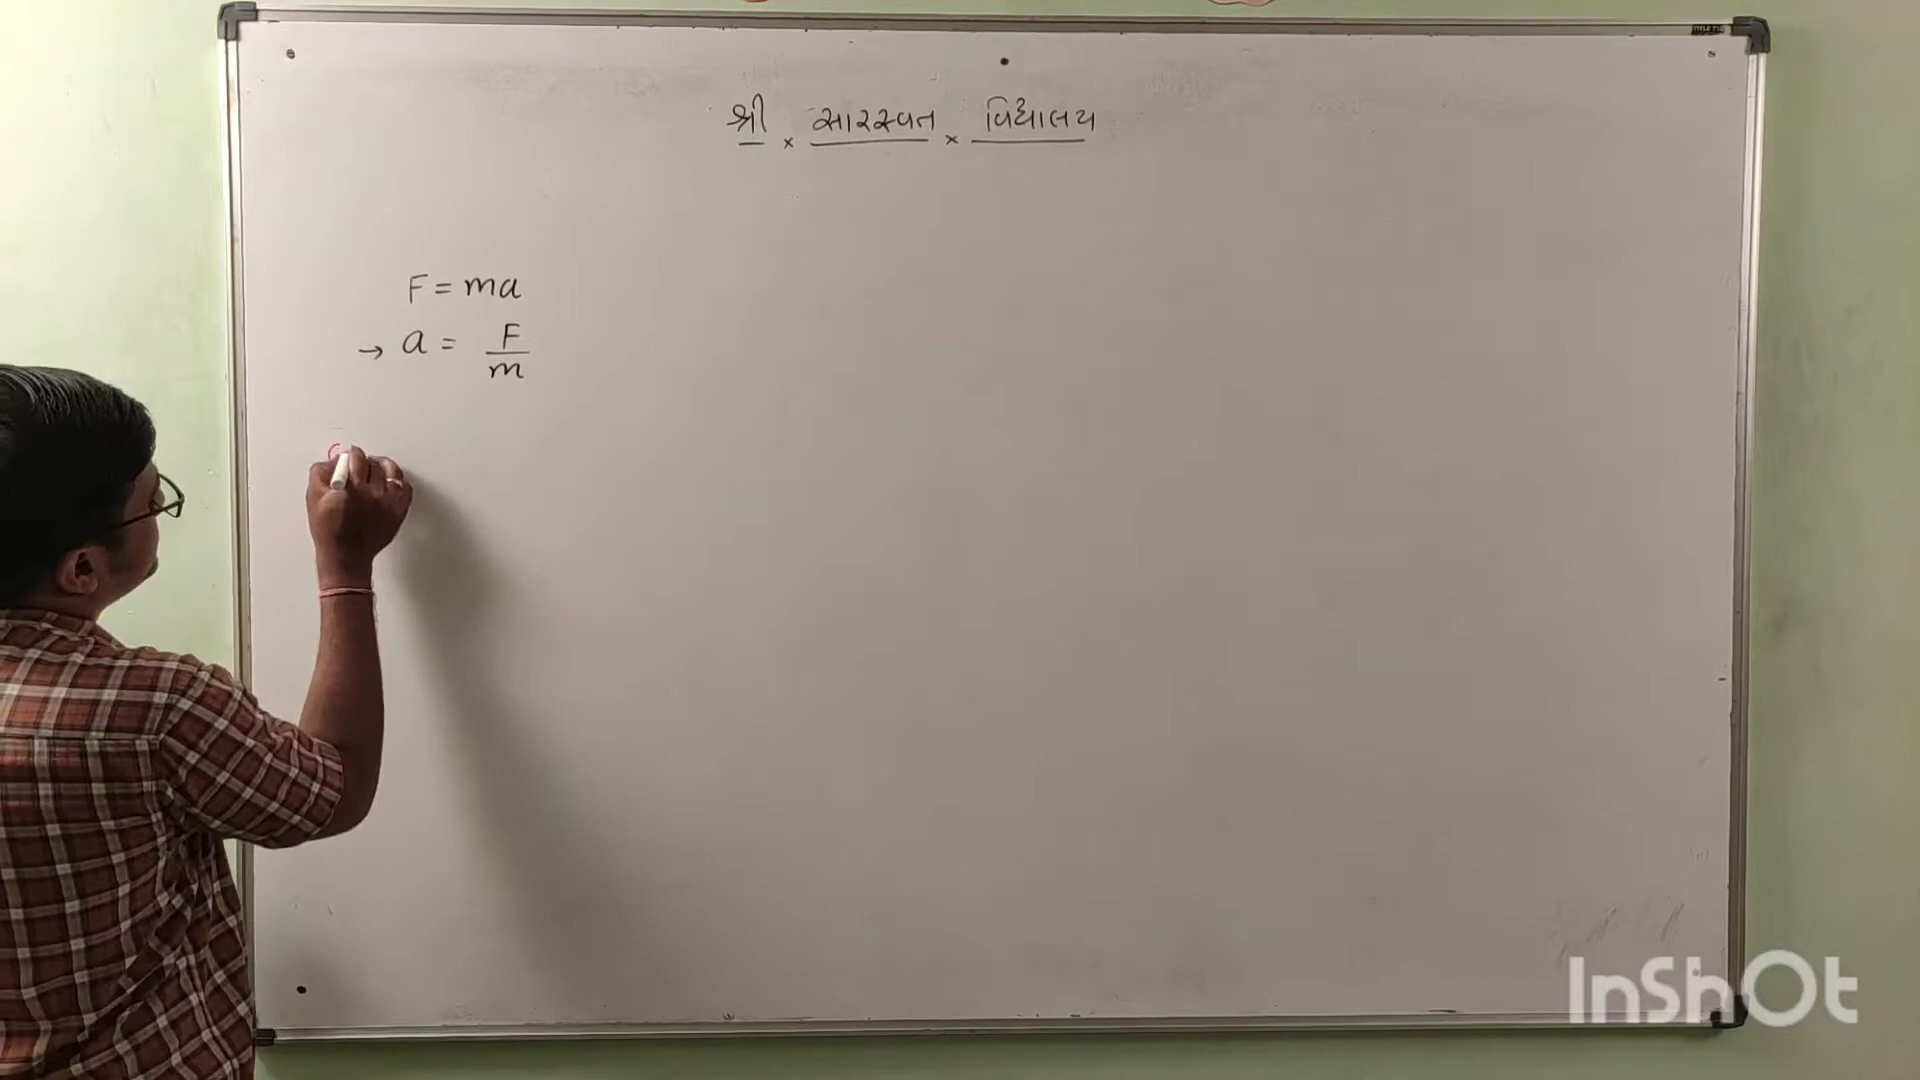 શ્રી × સારસ્વત × વિદ્યાલય
F = ma
→ a = F/m
InShOt